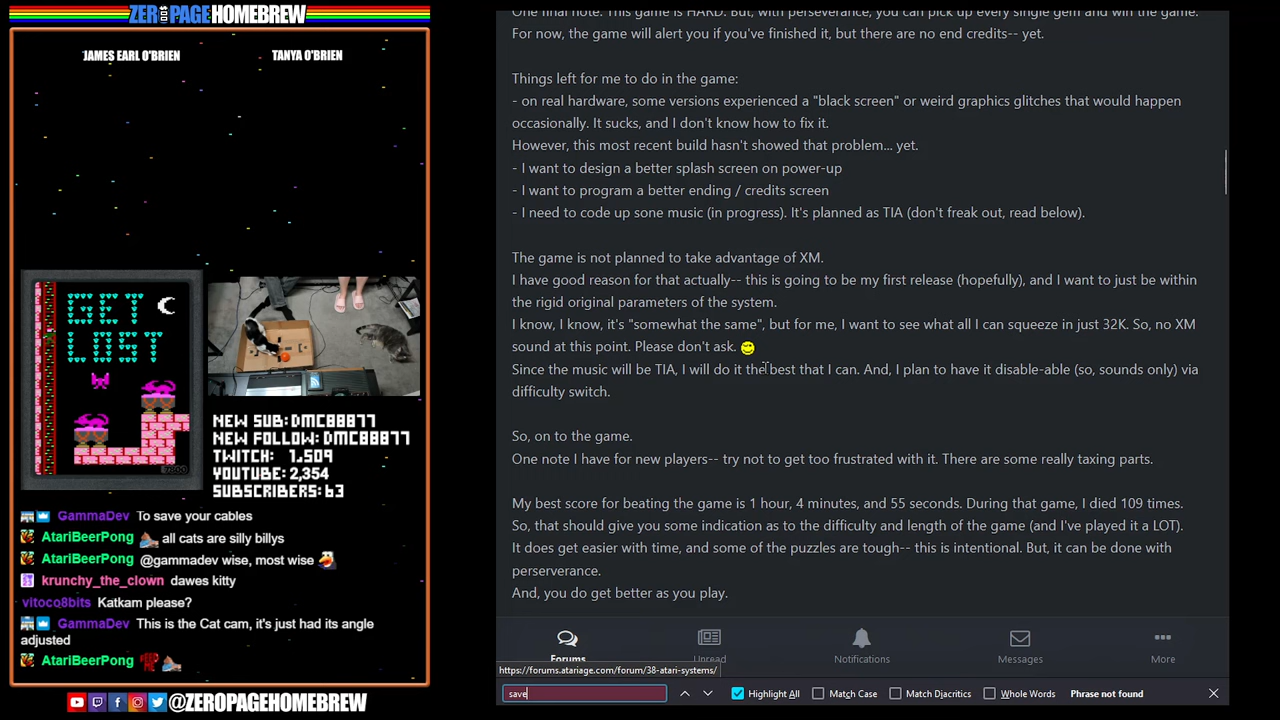 ZEROPAGEHOMEBREW
JAMES EARL O'BRIEN
TANYA O'BRIEN
GET
LOST
NEW SUB: DMC88877
NEW FOLLOW: DMC88877
TWITCH: 1,509
YOUTUBE: 2,354
SUBSCRIBERS: 63
GammaDev To save your cables
AtariBeerPong all cats are silly billys
AtariBeerPong @gammadev wise, most wise
krunchy_the_clown dawes kitty
vitoco8bits Katkam please?
GammaDev This is the Cat cam, it's just had its angle
adjusted
AtariBeerPong
@ZEROPAGEHOMEBREW
One final note. This game is HARD. But, with perseverance, you can pick up every single gem and win the game.
For now, the game will alert you if you've finished it, but there are no end credits-- yet.
Things left for me to do in the game:
- on real hardware, some versions experienced a "black screen" or weird graphics glitches that would happen
occasionally. It sucks, and I don't know how to fix it.
However, this most recent build hasn't showed that problem... yet.
- I want to design a better splash screen on power-up
- I want to program a better ending / credits screen
- I need to code up sone music (in progress). It's planned as TIA (don't freak out, read below).
The game is not planned to take advantage of XM.
I have good reason for that actually-- this is going to be my first release (hopefully), and I want to just be within
the rigid original parameters of the system.
I know, I know, it's "somewhat the same", but for me, I want to see what all I can squeeze in just 32K. So, no XM
sound at this point. Please don't ask.
Since the music will be TIA, I will do it the best that I can. And, I plan to have it disable-able (so, sounds only) via
difficulty switch.
So, on to the game.
One note I have for new players-- try not to get too frustrated with it. There are some really taxing parts.
My best score for beating the game is 1 hour, 4 minutes, and 55 seconds. During that game, I died 109 times.
So, that should give you some indication as to the difficulty and length of the game (and I've played it a LOT).
It does get easier with time, and some of the puzzles are tough-- this is intentional. But, it can be done with
perserverance.
And, you do get better as you play.
Forums
Unread
Notifications
Messages
More
https://forums.atariage.com/forum/38-atari-systems/
save
Highlight All
Match Case
Match Diacritics
Whole Words
Phrase not found